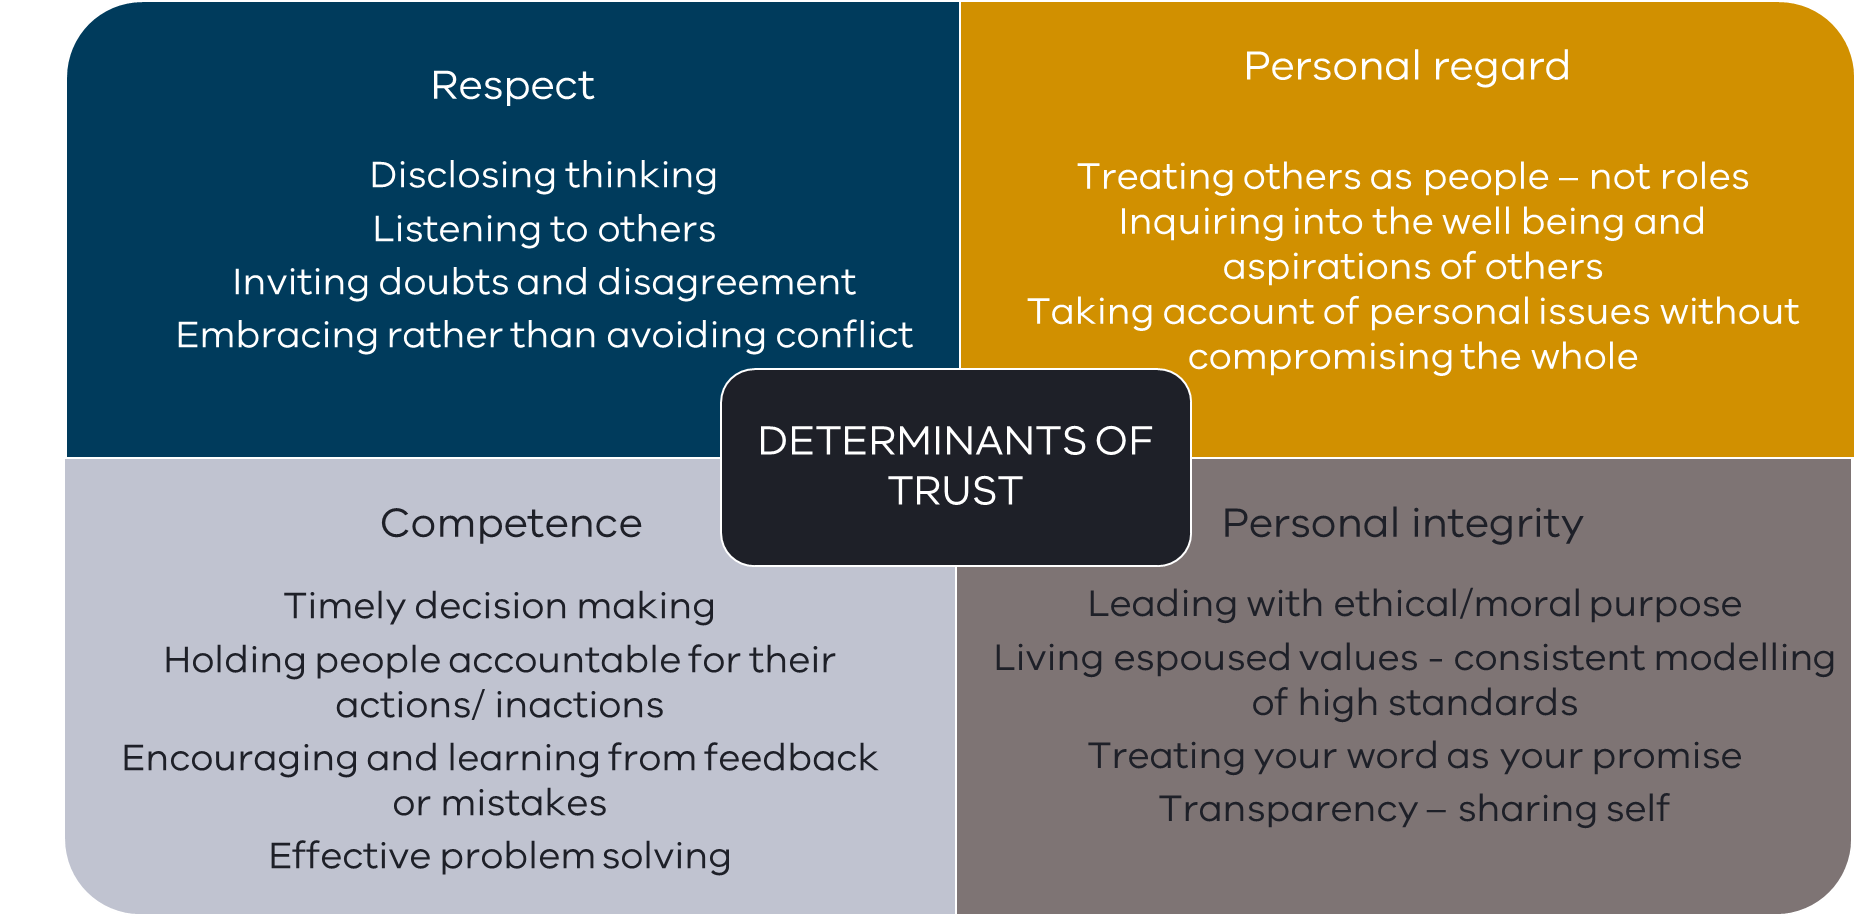 Respect
Disclosing thinking
Listening to others
Inviting doubts and disagreement
Embracing rather than avoiding conflict
Personal regard
Treating others as people – not roles
Inquiring into the well being and
aspirations of others
Taking account of personal issues without
compromising the whole
DETERMINANTS OF
TRUST
Competence
Timely decision making
Holding people accountable for their
actions/ inactions
Encouraging and learning from feedback
or mistakes
Effective problem solving
Personal integrity
Leading with ethical/moral purpose
Living espoused values - consistent modelling
of high standards
Treating your word as your promise
Transparency – sharing self